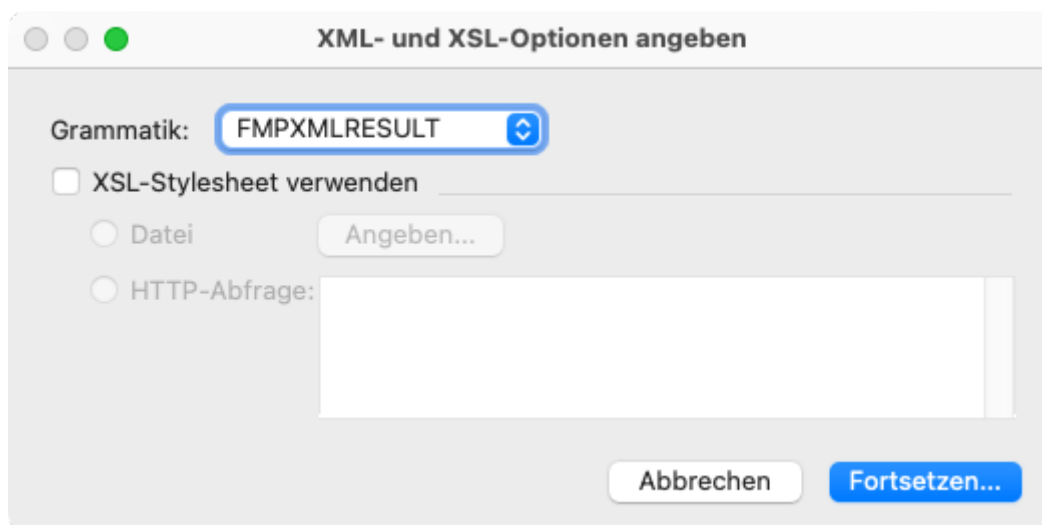 XML- und XSL-Optionen angeben
Grammatik: FMPXMLRESULT
XSL-Stylesheet verwenden
Datei Angeben...
HTTP-Abfrage:
Abbrechen Fortsetzen...